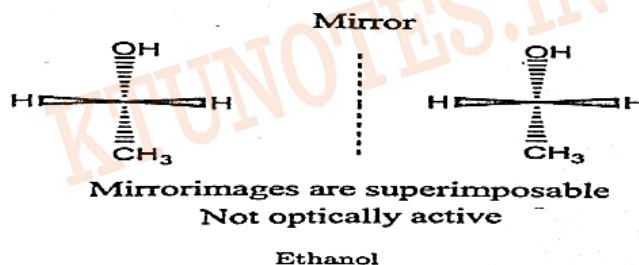 KTUNOTES.IN
Mirror
OH OH
H H H H
CH3 CH3
Mirrorimages are superimposable
Not optically active
Ethanol